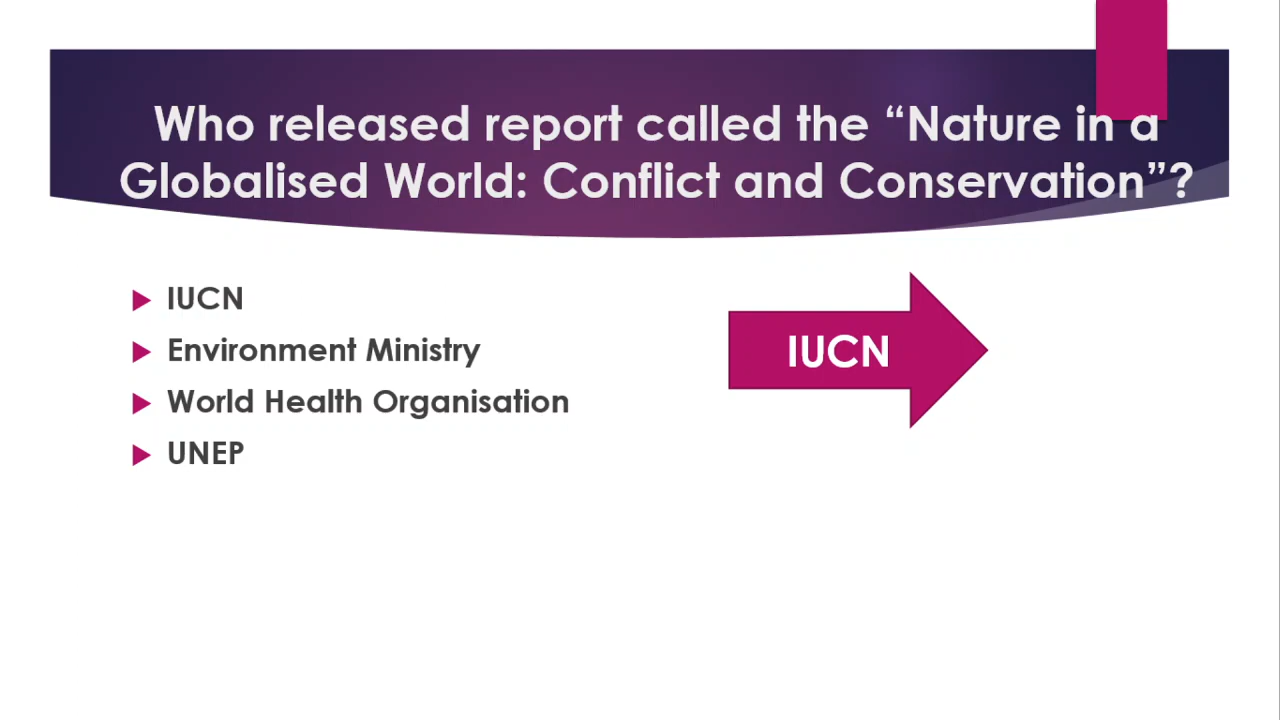 Who released report called the “Nature in a
Globalised World: Conflict and Conservation”?
IUCN
Environment Ministry
World Health Organisation
UNEP
IUCN